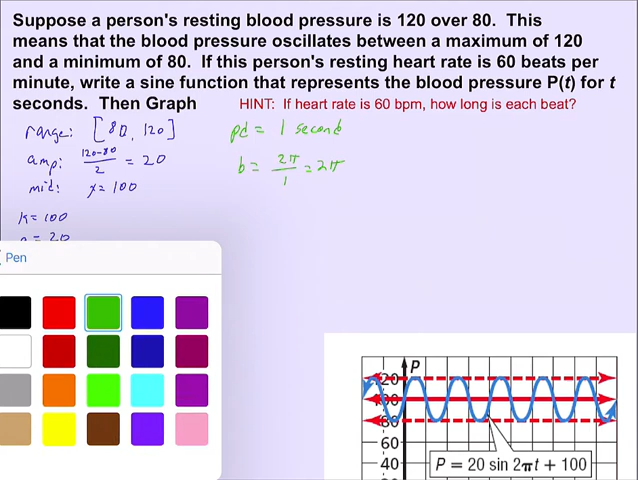 Suppose a person's resting blood pressure is 120 over 80. This
means that the blood pressure oscillates between a maximum of 120
and a minimum of 80. If this person's resting heart rate is 60 beats per
minute, write a sine function that represents the blood pressure P(t) for t
seconds. Then Graph
HINT: If heart rate is 60 bpm, how long is each beat?
range: [80, 120]
amp: 120-80/2 = 20
mid: y = 100
k = 100
a = 20
pd = 1 second
b = 2π/1 = 2π
Pen
P
120
100
80
60
40
P = 20 sin 2πt + 100